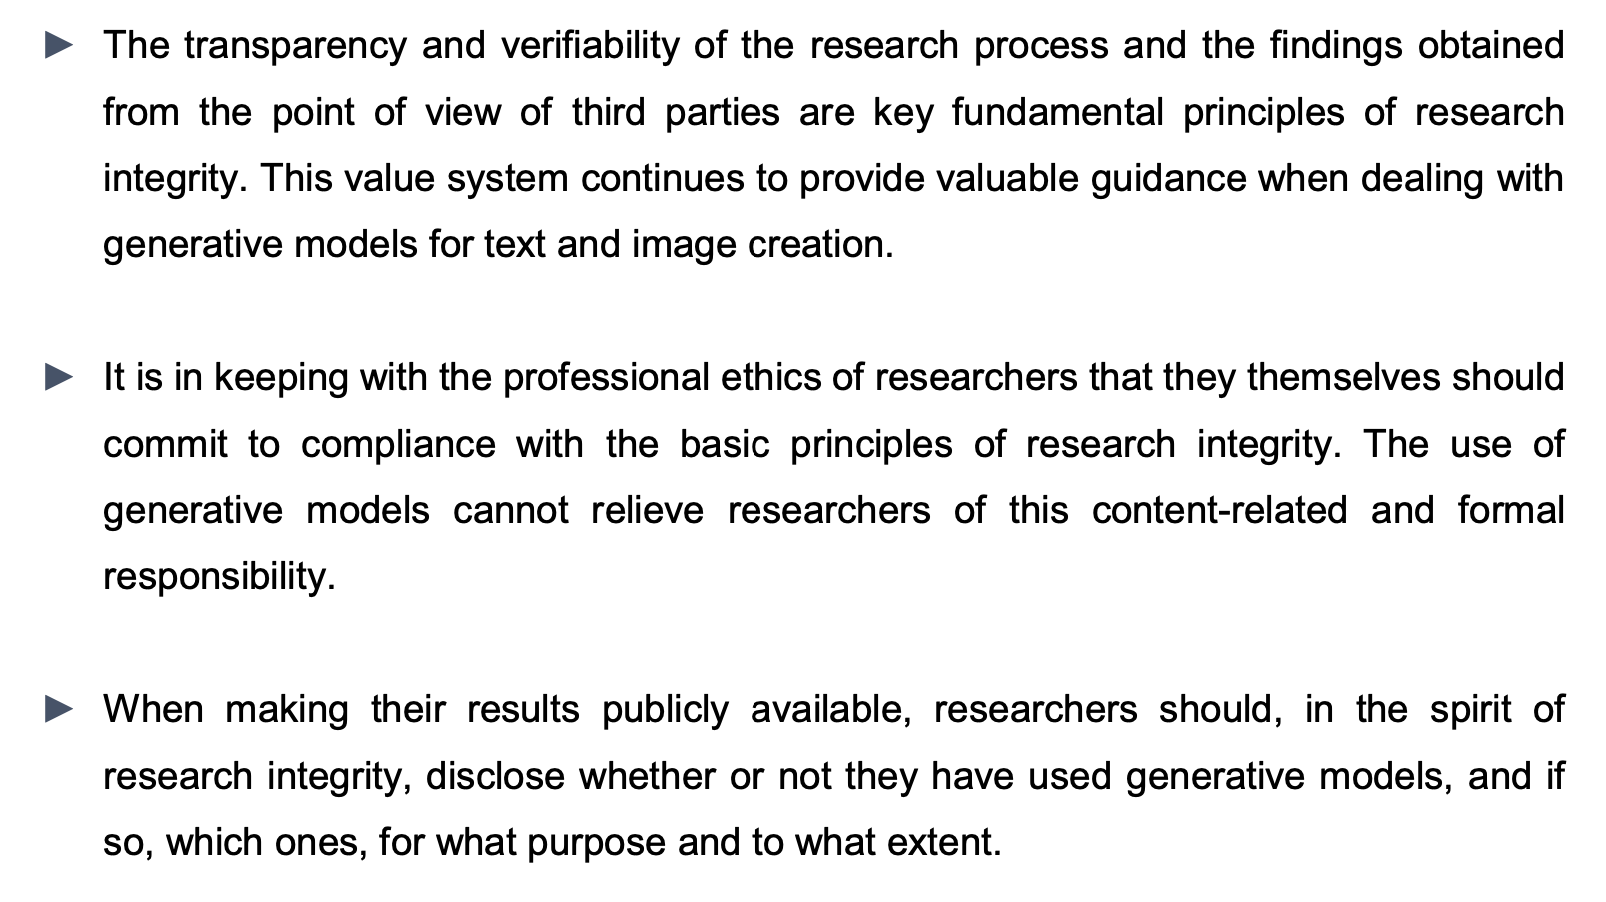 ► The transparency and verifiability of the research process and the findings obtained
from the point of view of third parties are key fundamental principles of research
integrity. This value system continues to provide valuable guidance when dealing with
generative models for text and image creation.
► It is in keeping with the professional ethics of researchers that they themselves should
commit to compliance with the basic principles of research integrity. The use of
generative models cannot relieve researchers of this content-related and formal
responsibility.
► When making their results publicly available, researchers should, in the spirit of
research integrity, disclose whether or not they have used generative models, and if
so, which ones, for what purpose and to what extent.